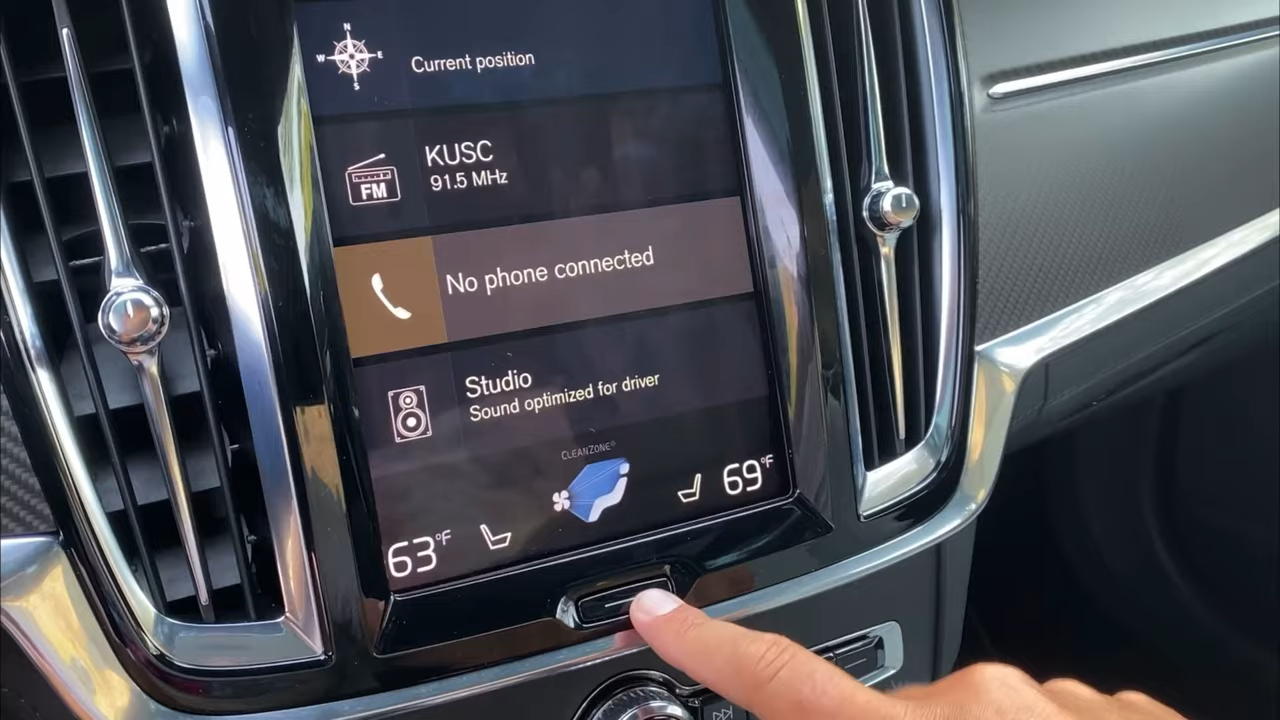 N
W E
S
Current position
KUSC
91.5 MHz
FM
No phone connected
Studio
Sound optimized for driver
CLEANZONE®
63°F
69°F